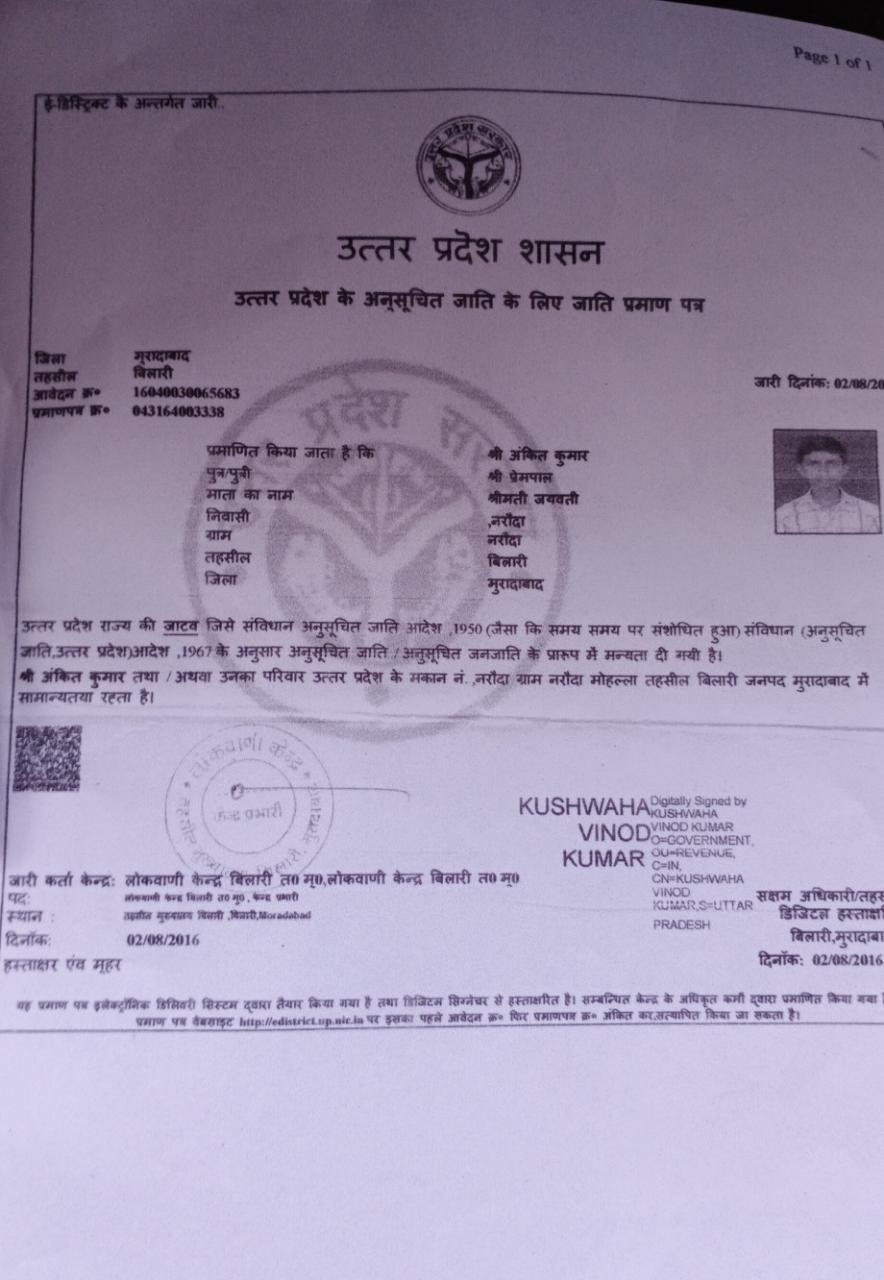 Page 1 of 1
ई-डिस्ट्रिक्ट के अन्तर्गत जारी..
उत्तर प्रदेश सरकार
उत्तर प्रदेश शासन
उत्तर प्रदेश के अनुसूचित जाति के लिए जाति प्रमाण पत्र
जिला मुरादाबाद
तहसील बिलारी
आवेदन क्र० 16040030065683
जारी दिनांक: 02/08/20
प्रमाणपत्र क्र० 043164003338
प्रमाणित किया जाता है कि श्री अंकित कुमार
पुत्र/पुत्री श्री प्रेमपाल
माता का नाम श्रीमती जयवती
निवासी ,नरौदा
ग्राम नरौदा
तहसील बिलारी
जिला मुरादाबाद
उत्तर प्रदेश राज्य की जाटव जिसे संविधान अनुसूचित जाति आदेश ,1950 (जैसा कि समय समय पर संशोधित हुआ) संविधान (अनुसूचित
जाति,उत्तर प्रदेश)आदेश ,1967 के अनुसार अनुसूचित जाति / अनुसूचित जनजाति के प्रारूप में मन्यता दी गयी है।
श्री अंकित कुमार तथा / अथवा उनका परिवार उत्तर प्रदेश के मकान नं. ,नरौदा ग्राम नरौदा मोहल्ला तहसील बिलारी जनपद मुरादाबाद में
सामान्यतया रहता है।
लोकवाणी केन्द्र
केन्द्र प्रभारी
KUSHWAHA
VINOD
KUMAR
Digitally Signed by
KUSHWAHA
VINOD KUMAR
O=GOVERNMENT,
OU=REVENUE,
C=IN,
CN=KUSHWAHA
VINOD
KUMAR,S=UTTAR
PRADESH
जारी कर्ता केन्द्र: लोकवाणी केन्द्र बिलारी त0 मु0,लोकवाणी केन्द्र बिलारी त0 मु0
पद: लोकवाणी केन्द्र बिलारी त0 मु0 , केन्द्र प्रभारी
स्थान : तहसील मुख्यालय बिलारी ,बिलारी,Moradabad
दिनाँक: 02/08/2016
हस्ताक्षर एंव मूहर
सक्षम अधिकारी/तहस
डिजिटल हस्ताक्ष
बिलारी,मुरादाबा
दिनाँक: 02/08/2016
यह प्रमाण पत्र इलेक्ट्रॉनिक डिलिवरी सिस्टम द्वारा तैयार किया गया है तथा डिजिटल सिग्नेचर से हस्ताक्षरित है। सम्बन्धित केन्द्र के अधिकृत कर्मी द्वारा प्रमाणित किया गया है
प्रमाण पत्र वेबसाइट http://edistrict.up.nic.in पर इसका पहले आवेदन क्र० फिर प्रमाणपत्र क्र० अंकित कर,सत्यापित किया जा सकता है।